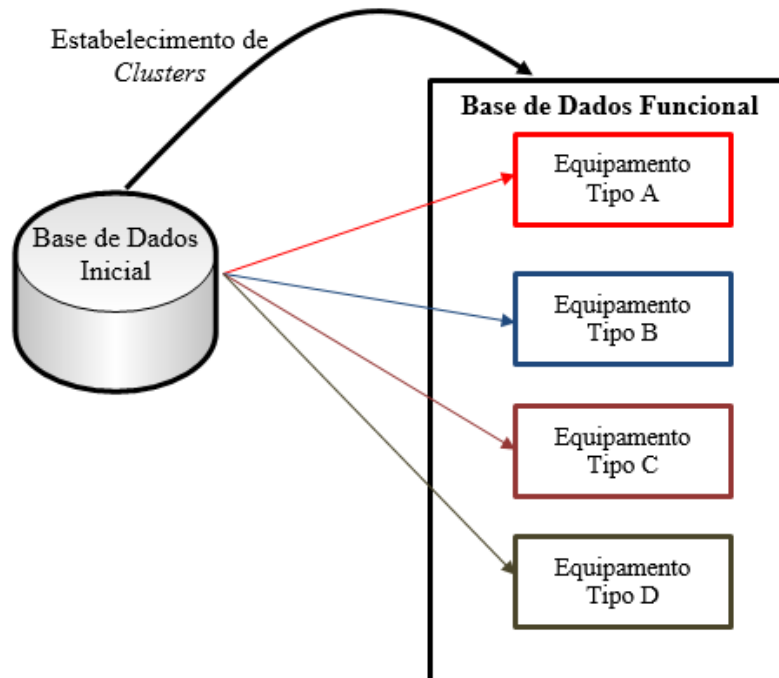 Estabelecimento de
Clusters
Base de Dados Funcional
Equipamento
Tipo A
Base de Dados
Inicial
Equipamento
Tipo B
Equipamento
Tipo C
Equipamento
Tipo D